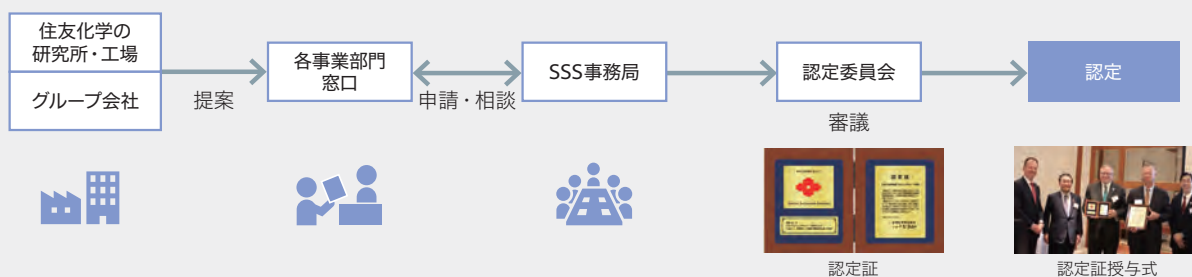 住友化学の
研究所・工場
グループ会社
提案
各事業部門
窓口
申請・相談
SSS事務局
認定委員会
審議
認定
認定証
認定証授与式